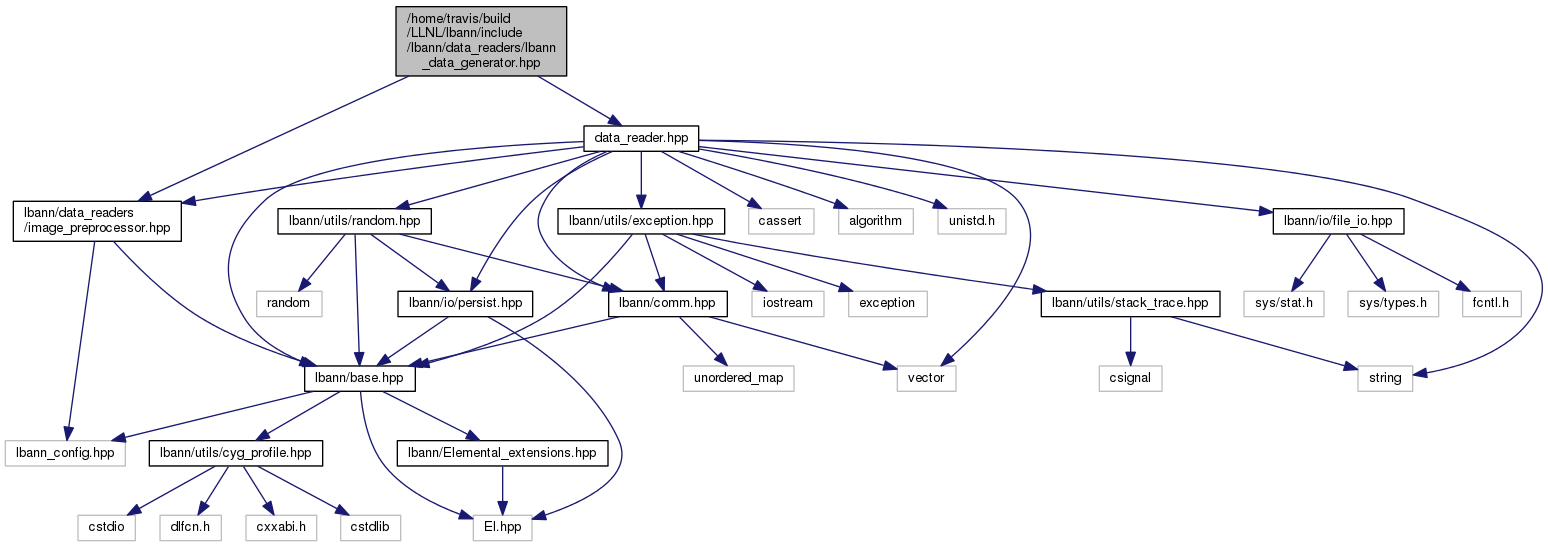 /home/travis/build
/LLNL/lbann/include
/lbann/data_readers/lbann
_data_generator.hpp
data_reader.hpp
lbann/data_readers
/image_preprocessor.hpp
lbann/utils/random.hpp
lbann/utils/exception.hpp
cassert
algorithm
unistd.h
lbann/io/file_io.hpp
random
lbann/io/persist.hpp
lbann/comm.hpp
iostream
exception
lbann/utils/stack_trace.hpp
sys/stat.h
sys/types.h
fcntl.h
lbann/base.hpp
unordered_map
vector
csignal
string
lbann_config.hpp
lbann/utils/cyg_profile.hpp
lbann/Elemental_extensions.hpp
cstdio
dlfcn.h
cxxabi.h
cstdlib
El.hpp